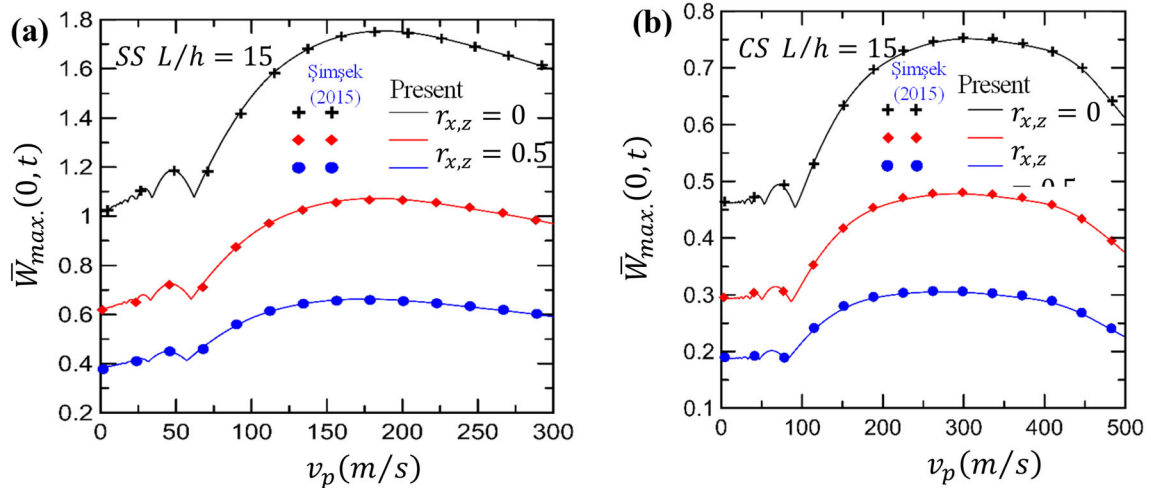 (a)
SS L/h = 15
Şimşek
(2015)
Present
r_{x,z} = 0
r_{x,z} = 0.5
W̄_{max.}(0, t)
1.8
1.6
1.4
1.2
1
0.8
0.6
0.4
0.2
0 50 100 150 200 250 300
v_p(m/s)
(b)
CS L/h = 15
Şimşek
(2015)
Present
r_{x,z} = 0
r_{x,z}
W̄_{max.}(0, t)
0.8
0.7
0.6
0.5
0.4
0.3
0.2
0.1
0 100 200 300 400 500
v_p(m/s)